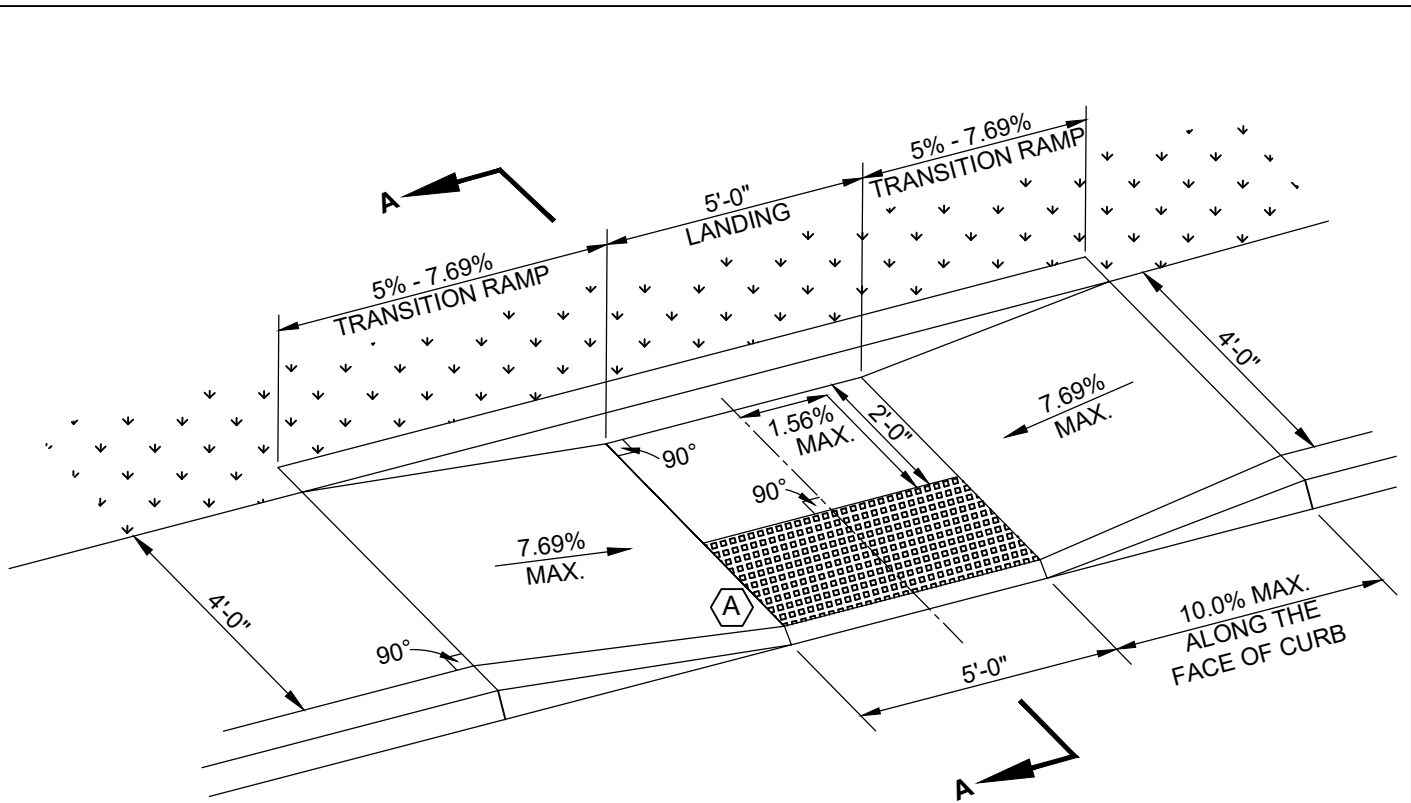 5% - 7.69%
TRANSITION RAMP
A
5'-0"
LANDING
5% - 7.69%
TRANSITION RAMP
4'-0"
7.69%
MAX.
2'-0"
1.56%
MAX.
90°
90°
7.69%
MAX.
A
4'-0"
90°
10.0% MAX.
ALONG THE
FACE OF CURB
5'-0"
A